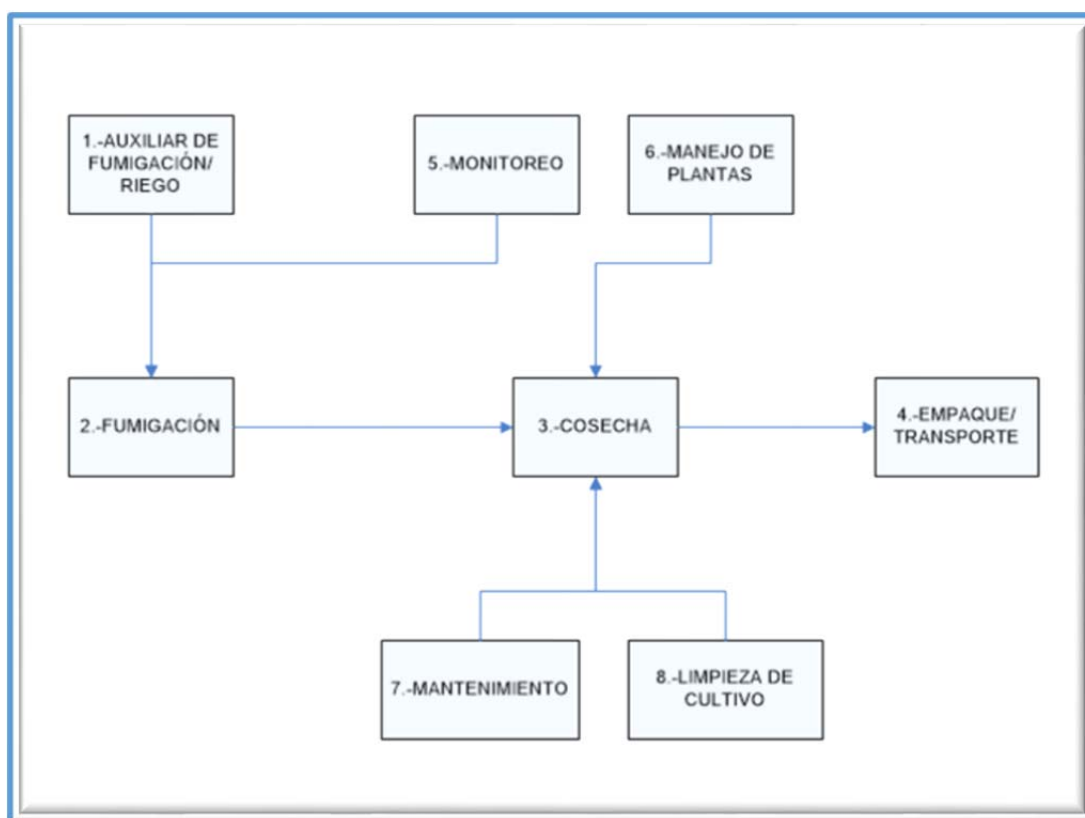 1.-AUXILIAR DE
FUMIGACIÓN/
RIEGO
5.-MONITOREO
6.-MANEJO DE
PLANTAS
2.-FUMIGACIÓN
3.-COSECHA
4.-EMPAQUE/
TRANSPORTE
7.-MANTENIMIENTO
8.-LIMPIEZA DE
CULTIVO